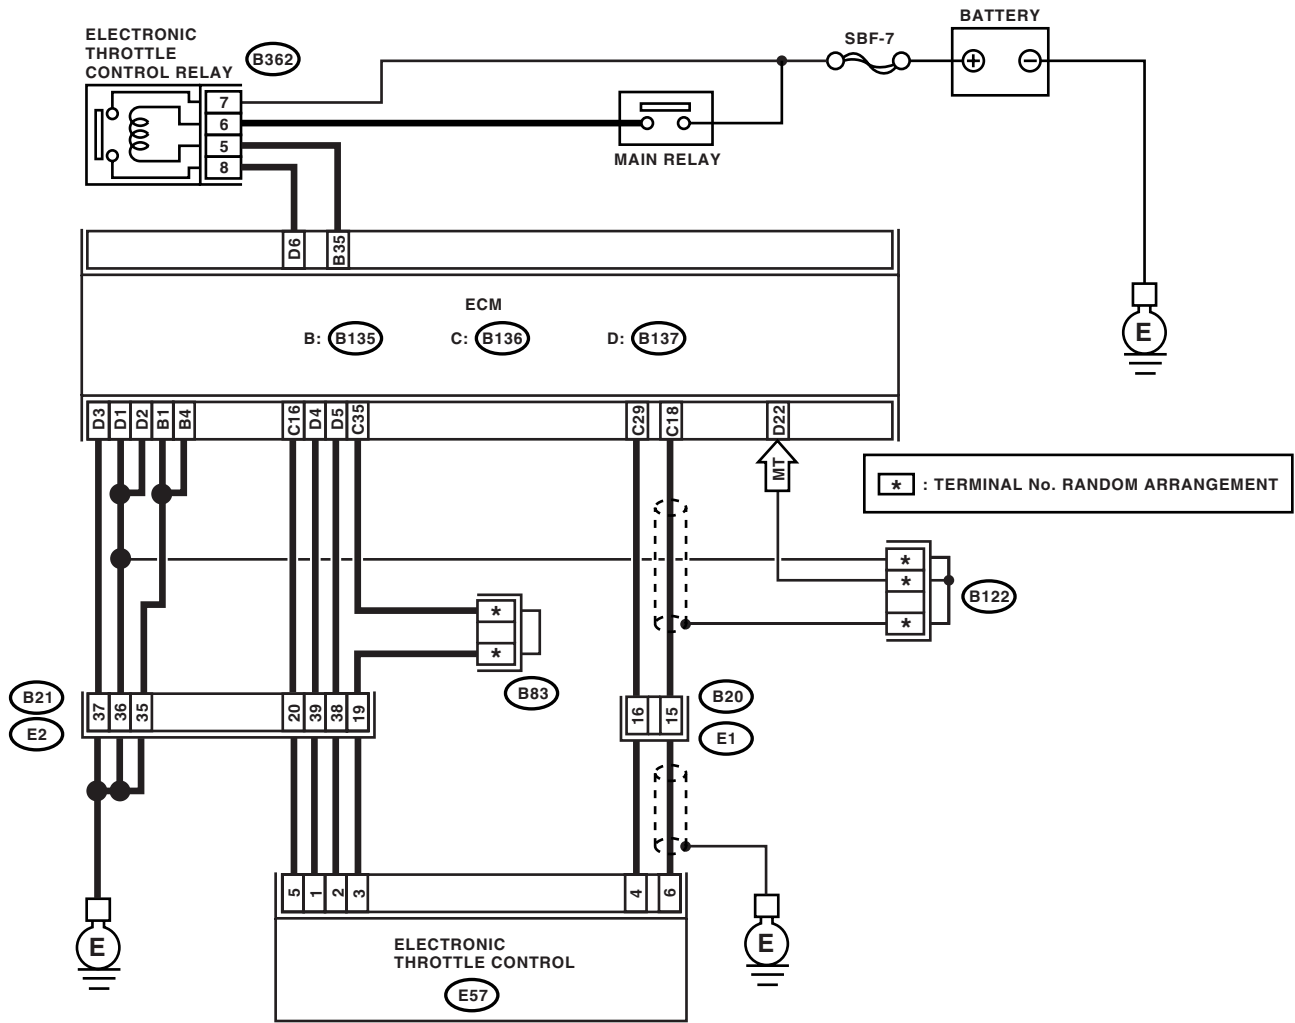 BATTERY
SBF-7
ELECTRONIC
THROTTLE
CONTROL RELAY
B362
+
−
7
6
5
8
MAIN RELAY
D6
B35
ECM
B: B135
C: B136
D: B137
E
D3
D1
D2
B1
B4
C16
D4
D5
C35
C29
C18
D22
MT
* : TERMINAL No. RANDOM ARRANGEMENT
*
*
*
B122
*
*
B83
B21
E2
37
36
35
20
39
38
19
16
15
B20
E1
5
1
2
3
4
6
E
E
ELECTRONIC
THROTTLE CONTROL
E57